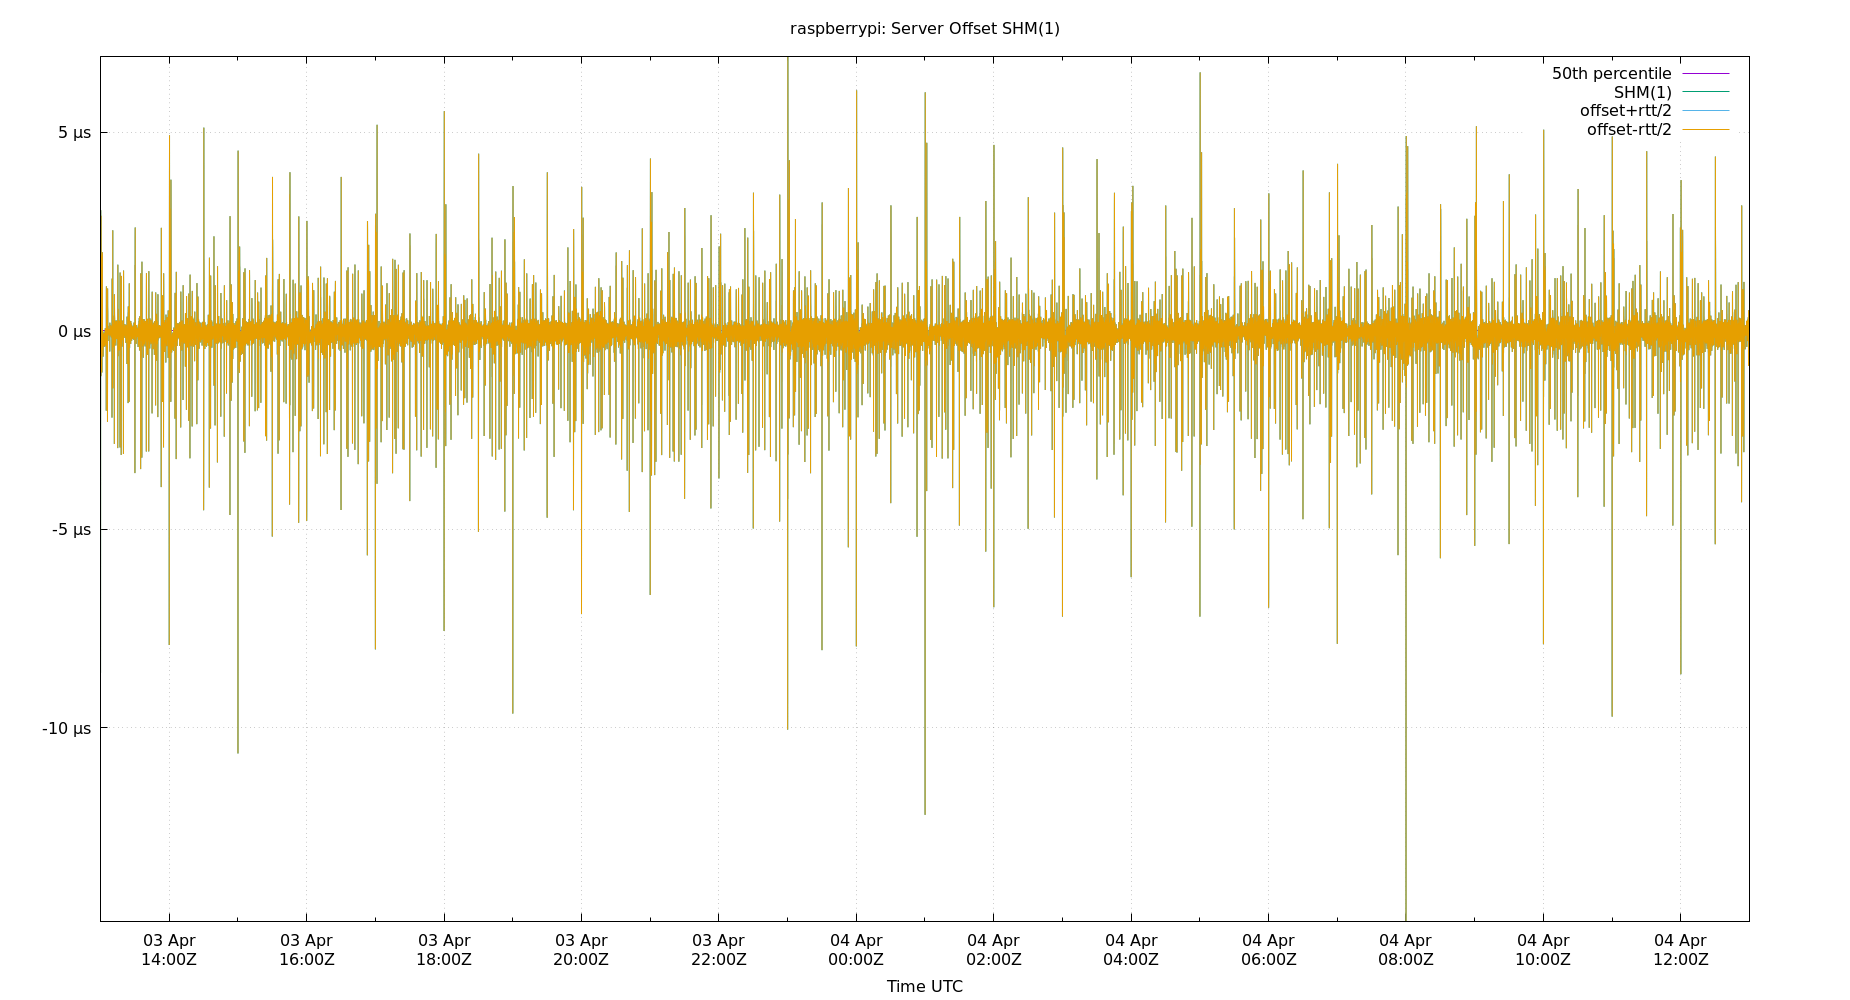 raspberrypi: Server Offset SHM(1)
50th percentile
SHM(1)
offset+rtt/2
offset-rtt/2
5 µs
0 µs
-5 µs
-10 µs
03 Apr 03 Apr 03 Apr 03 Apr 03 Apr 04 Apr 04 Apr 04 Apr 04 Apr 04 Apr 04 Apr 04 Apr
14:00Z 16:00Z 18:00Z 20:00Z 22:00Z 00:00Z 02:00Z 04:00Z 06:00Z 08:00Z 10:00Z 12:00Z
Time UTC